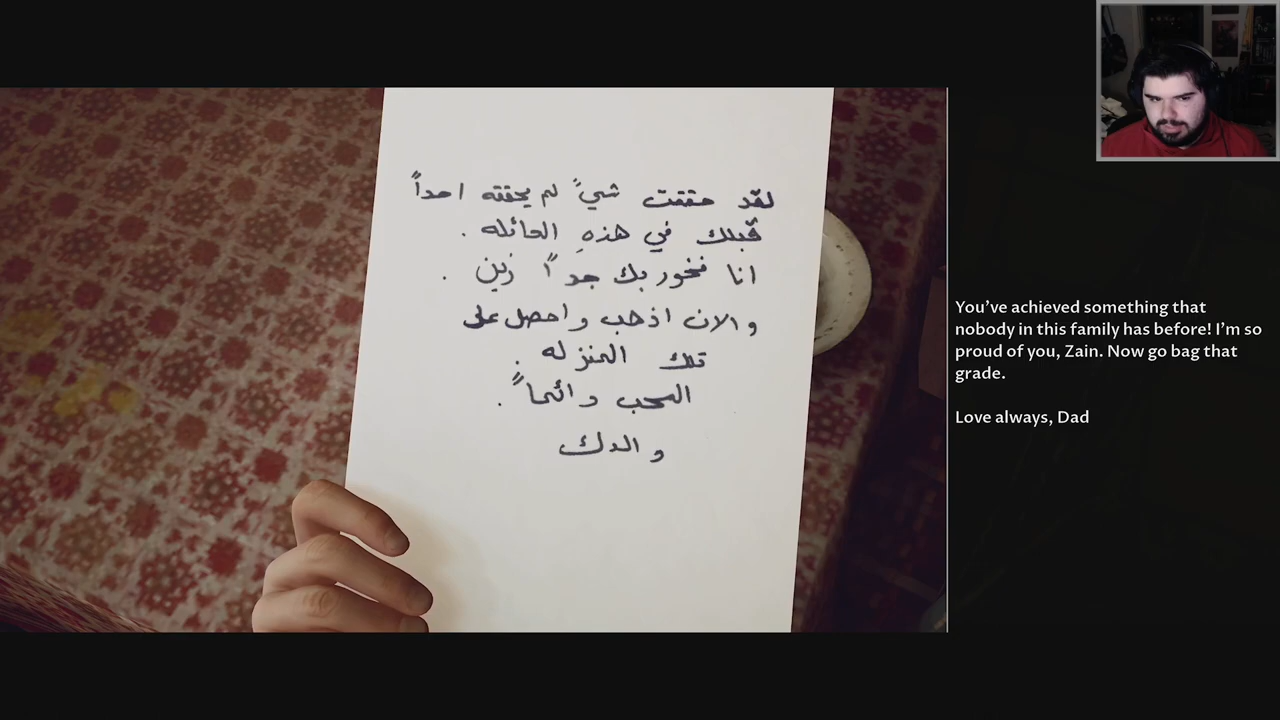 لقد حققت شيً لم يحققه احداً
قبلك في هذهِ العائله .
انا فخور بك جداً زين .
والان اذهب واحصل على
تلك المنزله .
المحب دائماً .
والدك
You've achieved something that
nobody in this family has before! I'm so
proud of you, Zain. Now go bag that
grade.
Love always, Dad